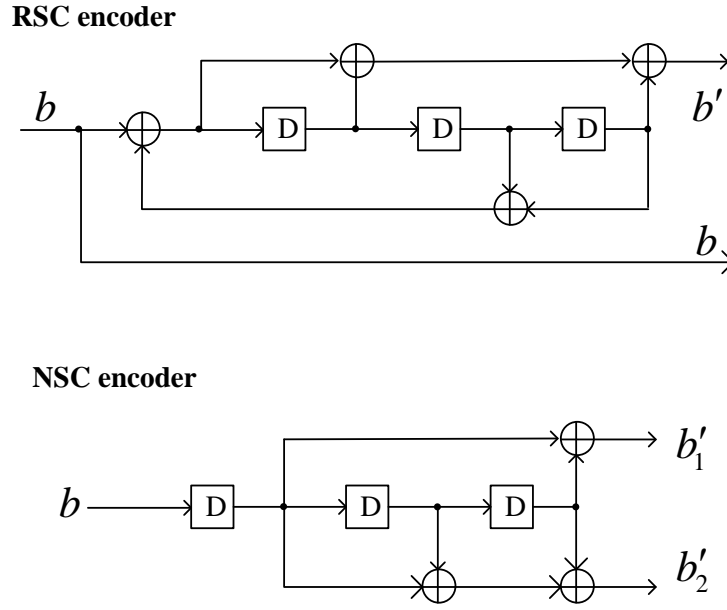 RSC encoder
b
b′
D D D
b
NSC encoder
b′₁
b D D D
b′₂